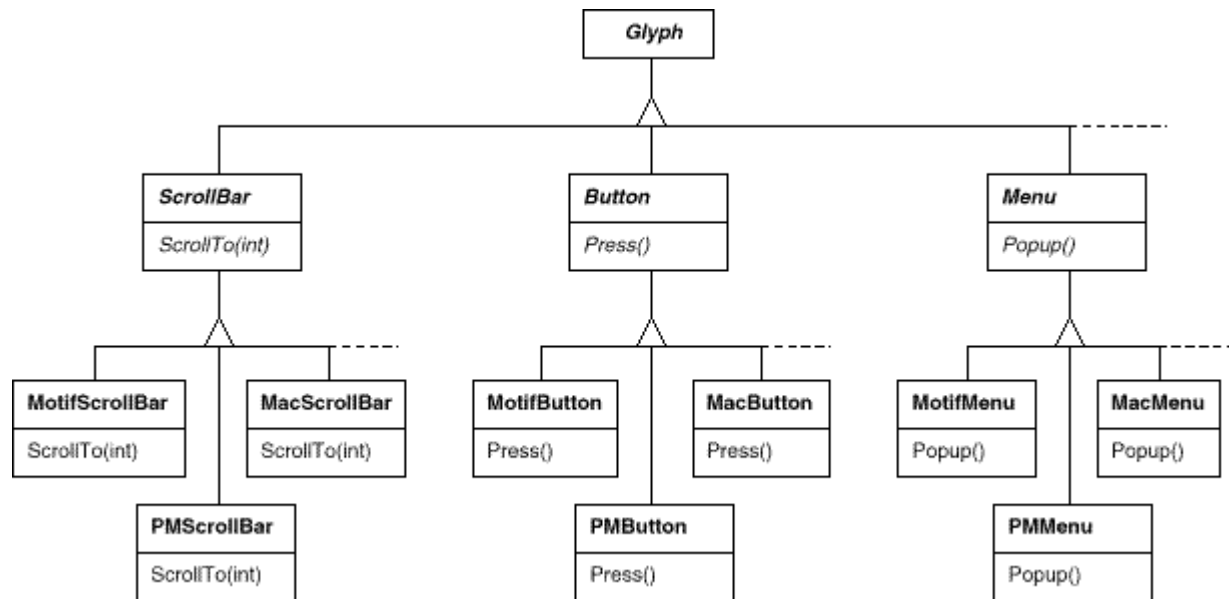 Glyph
ScrollBar
ScrollTo(int)
Button
Press()
Menu
Popup()
MotifScrollBar
ScrollTo(int)
MacScrollBar
ScrollTo(int)
PMScrollBar
ScrollTo(int)
MotifButton
Press()
MacButton
Press()
PMButton
Press()
MotifMenu
Popup()
MacMenu
Popup()
PMMenu
Popup()